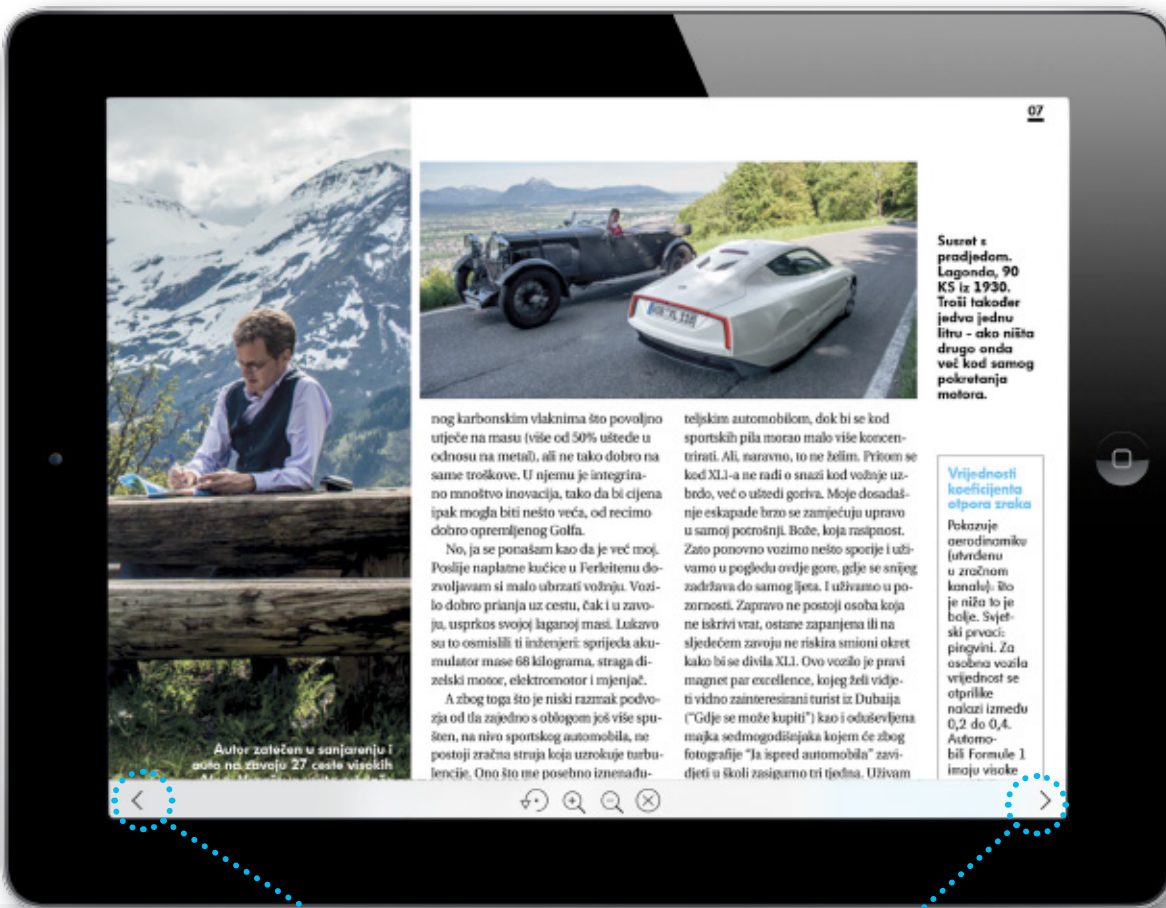 07
Susret s
pradjedom.
Lagonda, 90
KS iz 1930.
Troši također
jedva jednu
litru - ako ništa
drugo onda
već kod samog
pokretanja
motora.
nog karbonskim vlaknima što povoljno
utječe na masu (više od 50% uštede u
odnosu na metal), ali ne tako dobro na
same troškove. U njemu je integrira-
no mnoštvo inovacija, tako da bi cijena
ipak mogla biti nešto veća, od recimo
dobro opremljenog Golfa.
No, ja se ponašam kao da je već moj.
Poslije naplatne kućice u Ferleitenu do-
zvoljavam si malo ubrzati vožnju. Vozi-
lo dobro prianja uz cestu, čak i u zavo-
ju, usprkos svojoj laganoj masi. Lukavo
su to osmislili ti inženjeri: sprijeda aku-
mulator mase 68 kilograma, straga di-
zelski motor, elektromotor i mjenjač.
A zbog toga što je niski razmak podvo-
zja od tla zajedno s oblogom još više spu-
šten, na nivo sportskog automobila, ne
postoji zračna struja koja uzrokuje turbu-
lencije. Ono što me posebno iznenađu-
teljskim automobilom, dok bi se kod
sportskih pila morao malo više koncen-
trirati. Ali, naravno, to ne želim. Pritom se
kod XL1-a ne radi o snazi kod vožnje uz-
brdo, već o uštedi goriva. Moje dosadaš-
nje eskapade brzo se zamjećuju upravo
u samoj potrošnji. Bože, koja rasipnost.
Zato ponovno vozimo nešto sporije i uži-
vamo u pogledu ovdje gore, gdje se snijeg
zadržava do samog ljeta. I uživamo u po-
zornosti. Zapravo ne postoji osoba koja
ne iskrivi vrat, ostane zapanjena ili na
sljedećem zavoju ne riskira smioni okret
kako bi se divila XL1. Ovo vozilo je pravi
magnet par excellence, kojeg želi vidje-
ti vidno zainteresirani turist iz Dubaija
("Gdje se može kupiti") kao i oduševljena
majka sedmogodišnjaka kojem će zbog
fotografije "Ja ispred automobila" zavi-
djeti u školi zasigurno tri tjedna. Uživam
Vrijednosti
koeficijenta
otpora zraka
Pokazuje
aerodinamiku
(utvrđenu
u zračnom
kanalu): što
je niža to je
bolje. Svjet-
ski prvaci:
pingvini. Za
osobna vozila
vrijednost se
otprilike
nalazi između
0,2 do 0,4.
Automo-
bili Formule 1
imaju visoke
Autor zatečen u sanjarenju i
auto na zavoju 27 ceste visokih